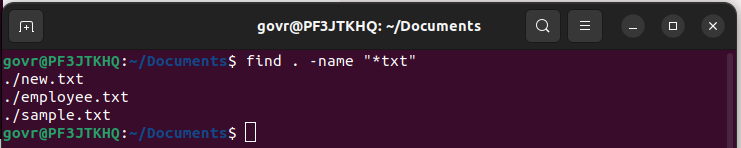 govr@PF3JTKHQ: ~/Documents
govr@PF3JTKHQ:~/Documents$ find . -name "*txt"
./new.txt
./employee.txt
./sample.txt
govr@PF3JTKHQ:~/Documents$